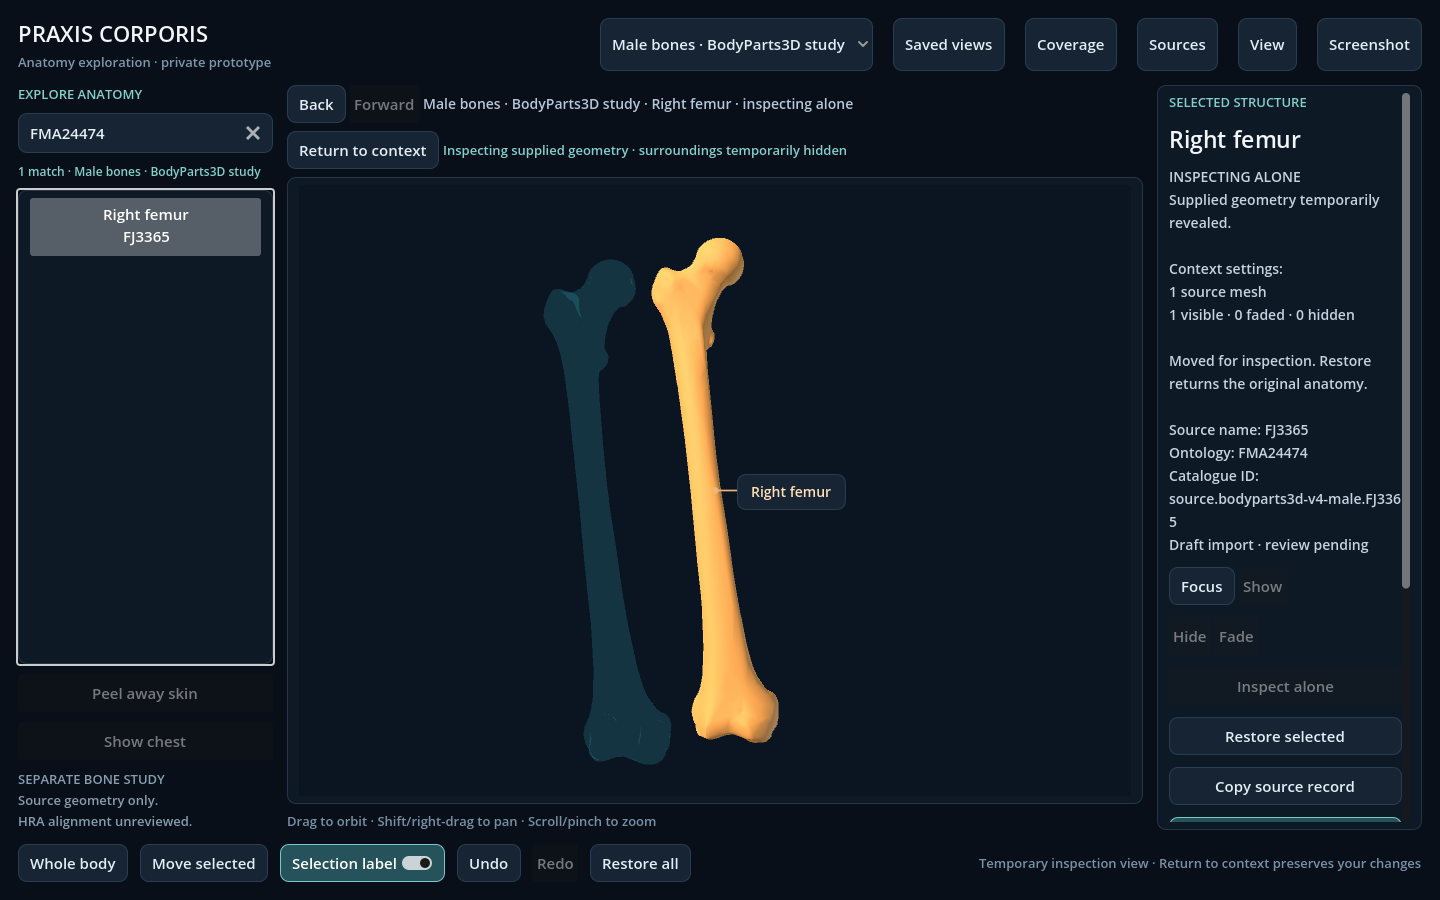 PRAXIS CORPORIS
Anatomy exploration · private prototype
Male bones · BodyParts3D study
Saved views
Coverage
Sources
View
Screenshot
EXPLORE ANATOMY
FMA24474
1 match · Male bones · BodyParts3D study
Right femur
FJ3365
Peel away skin
Show chest
SEPARATE BONE STUDY
Source geometry only.
HRA alignment unreviewed.
Back
Forward
Male bones · BodyParts3D study · Right femur · inspecting alone
Return to context
Inspecting supplied geometry · surroundings temporarily hidden
Right femur
Drag to orbit · Shift/right-drag to pan · Scroll/pinch to zoom
SELECTED STRUCTURE
Right femur
INSPECTING ALONE
Supplied geometry temporarily
revealed.
Context settings:
1 source mesh
1 visible · 0 faded · 0 hidden
Moved for inspection. Restore
returns the original anatomy.
Source name: FJ3365
Ontology: FMA24474
Catalogue ID:
source.bodyparts3d-v4-male.FJ336
5
Draft import · review pending
Focus
Show
Hide
Fade
Inspect alone
Restore selected
Copy source record
Whole body
Move selected
Selection label
Undo
Redo
Restore all
Temporary inspection view · Return to context preserves your changes